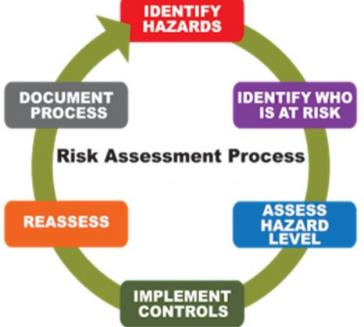 IDENTIFY
HAZARDS
IDENTIFY WHO
IS AT RISK
ASSESS
HAZARD
LEVEL
IMPLEMENT
CONTROLS
REASSESS
DOCUMENT
PROCESS
Risk Assessment Process